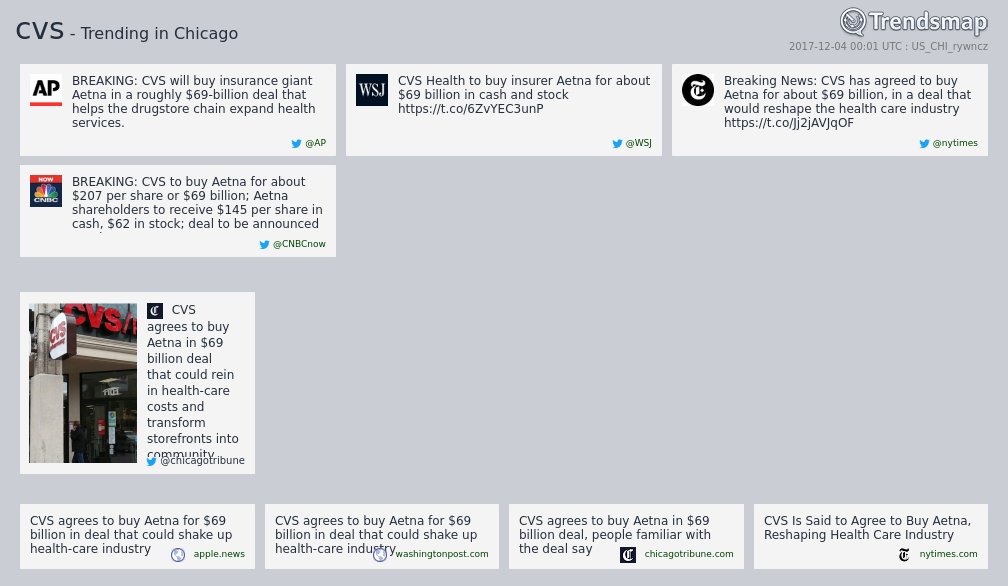 CVS - Trending in Chicago
Trendsmap
2017-12-04 00:01 UTC : US_CHI_rywncz
AP
BREAKING: CVS will buy insurance giant
Aetna in a roughly $69-billion deal that
helps the drugstore chain expand health
services.
@AP
WSJ
CVS Health to buy insurer Aetna for about
$69 billion in cash and stock
https://t.co/6ZvYEC3unP
@WSJ
Breaking News: CVS has agreed to buy
Aetna for about $69 billion, in a deal that
would reshape the health care industry
https://t.co/Jj2jAVJqOF
@nytimes
NOW
CNBC
BREAKING: CVS to buy Aetna for about
$207 per share or $69 billion; Aetna
shareholders to receive $145 per share in
cash, $62 in stock; deal to be announced
@CNBCnow
CVS/
CVS
CVS
agrees to buy
Aetna in $69
billion deal
that could rein
in health-care
costs and
transform
storefronts into
community
@chicagotribune
CVS agrees to buy Aetna for $69
billion in deal that could shake up
health-care industry
apple.news
CVS agrees to buy Aetna for $69
billion in deal that could shake up
health-care industry
washingtonpost.com
CVS agrees to buy Aetna in $69
billion deal, people familiar with
the deal say
chicagotribune.com
CVS Is Said to Agree to Buy Aetna,
Reshaping Health Care Industry
nytimes.com